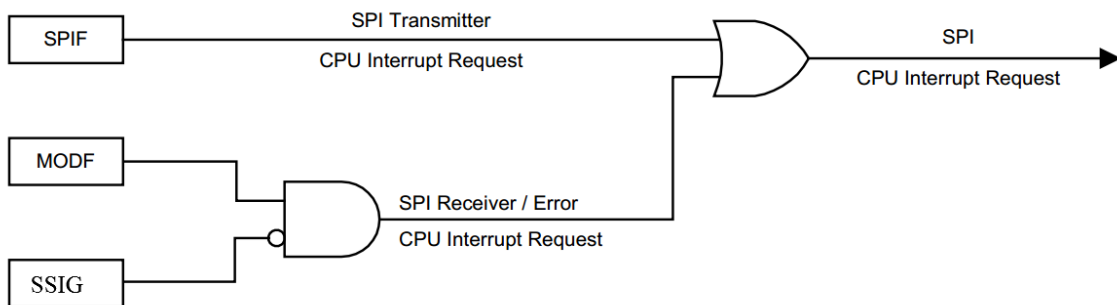 SPIF
SPI Transmitter
CPU Interrupt Request
SPI
CPU Interrupt Request
MODF
SPI Receiver / Error
CPU Interrupt Request
SSIG